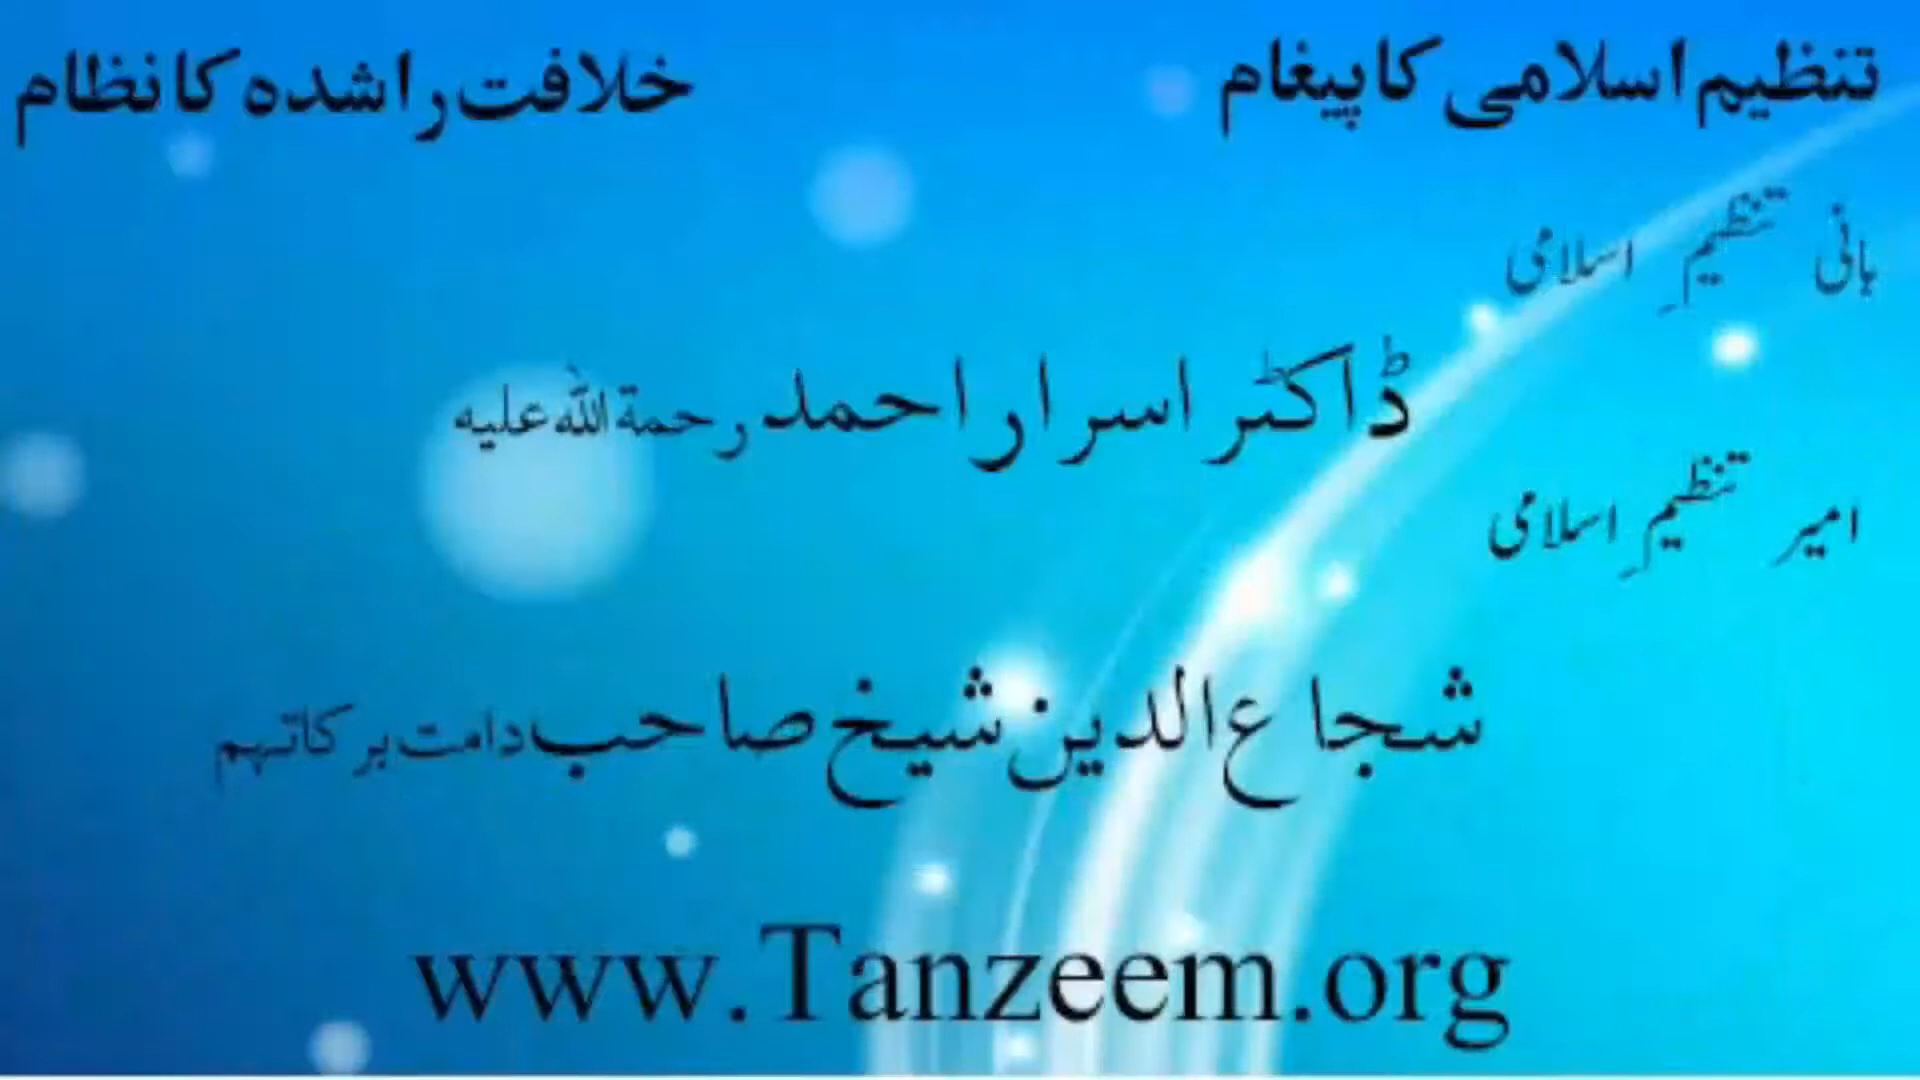 تنظیم اسلامی کا پیغام
خلافت راشدہ کا نظام
بانی تنظیمِ اسلامی
ڈاکٹر اسرار احمد رحمة اللہ علیہ
امیر تنظیمِ اسلامی
شجاع الدین شیخ صاحب دامت برکاتہم
www.Tanzeem.org